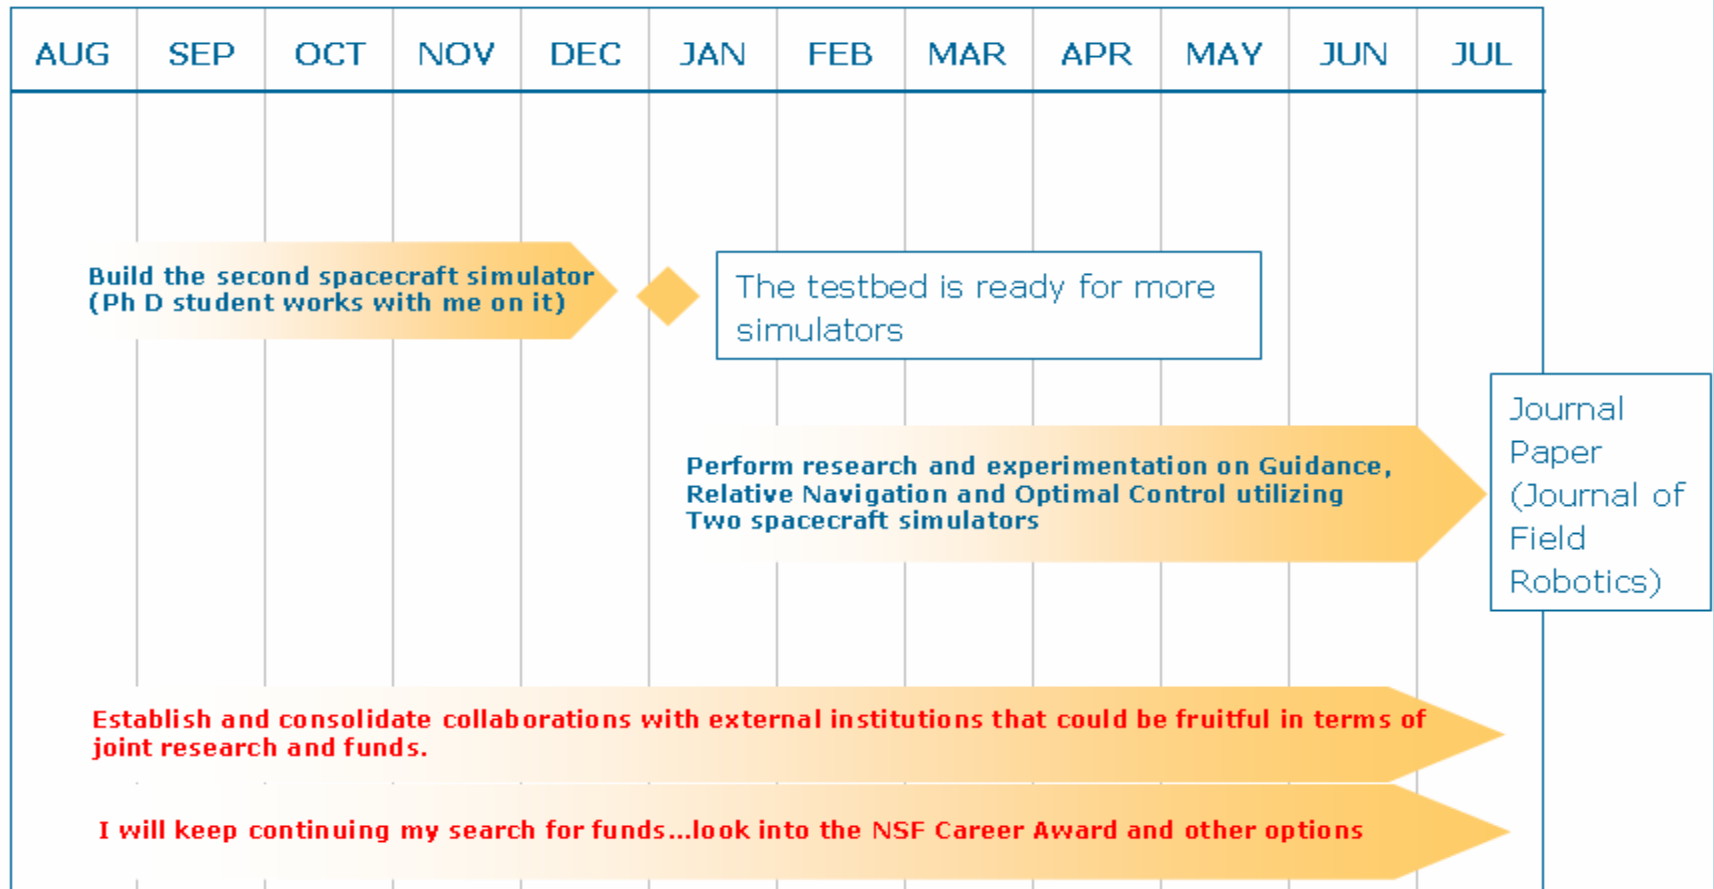 AUG SEP OCT NOV DEC JAN FEB MAR APR MAY JUN JUL
Build the second spacecraft simulator
(Ph D student works with me on it)
The testbed is ready for more
simulators
Journal
Paper
(Journal of
Field
Robotics)
Perform research and experimentation on Guidance,
Relative Navigation and Optimal Control utilizing
Two spacecraft simulators
Establish and consolidate collaborations with external institutions that could be fruitful in terms of
joint research and funds.
I will keep continuing my search for funds...look into the NSF Career Award and other options